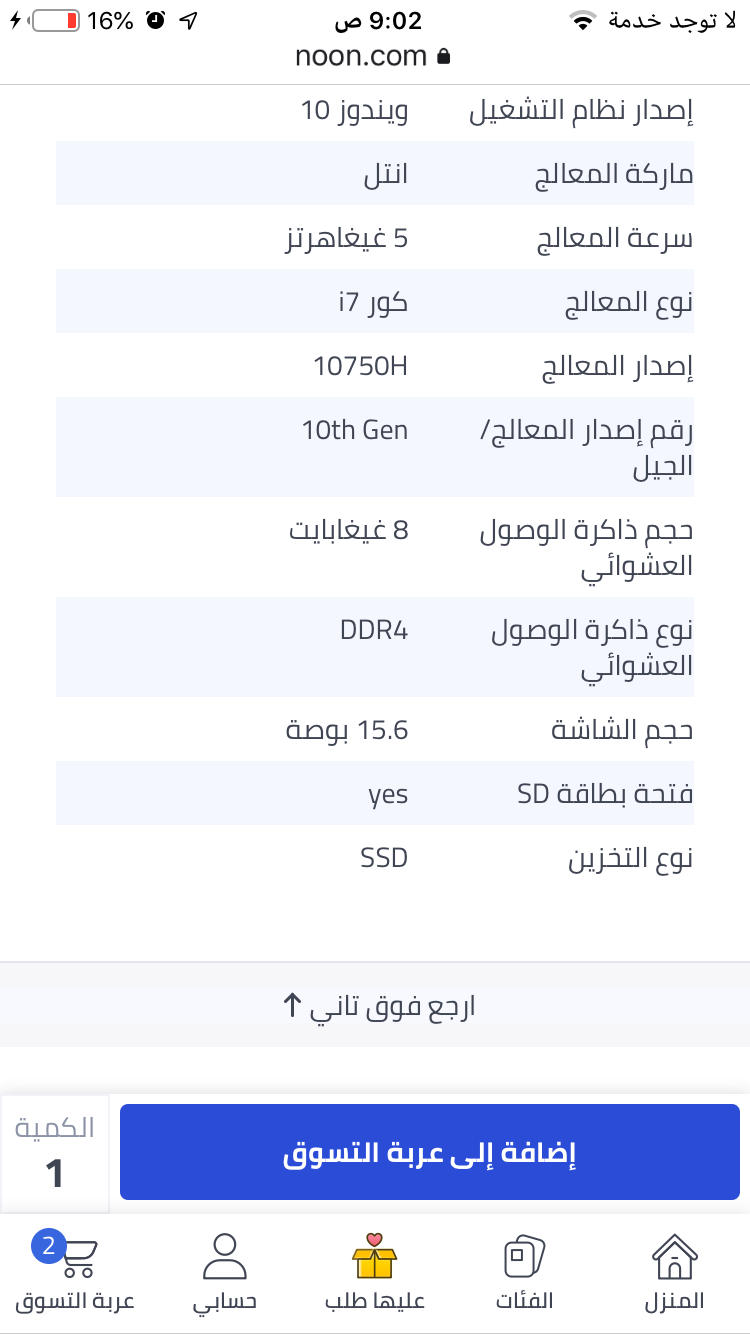 لا توجد خدمة 9:02 ص 16%
noon.com
إصدار نظام التشغيل ويندوز 10
ماركة المعالج انتل
سرعة المعالج 5 غيغاهرتز
نوع المعالج كور i7
إصدار المعالج 10750H
رقم إصدار المعالج/ 10th Gen
الجيل
حجم ذاكرة الوصول 8 غيغابايت
العشوائي
نوع ذاكرة الوصول DDR4
العشوائي
حجم الشاشة 15.6 بوصة
فتحة بطاقة SD yes
نوع التخزين SSD
ارجع فوق تاني ↑
إضافة إلى عربة التسوق
الكمية
1
2
المنزل الفئات عليها طلب حسابي عربة التسوق